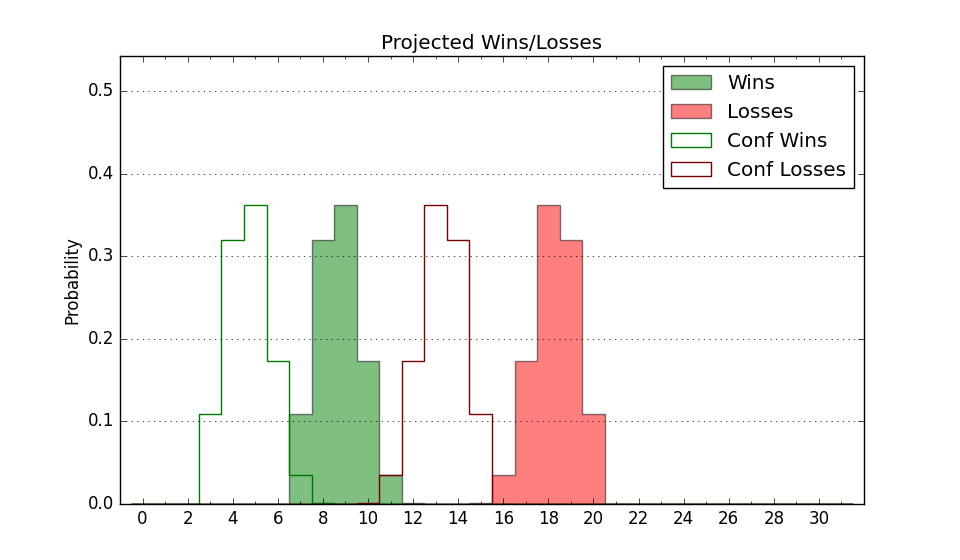 Projected Wins/Losses
Wins
Losses
Conf Wins
Conf Losses
Probability
0.5
0.4
0.3
0.2
0.1
0.0
0 2 4 6 8 10 12 14 16 18 20 22 24 26 28 30